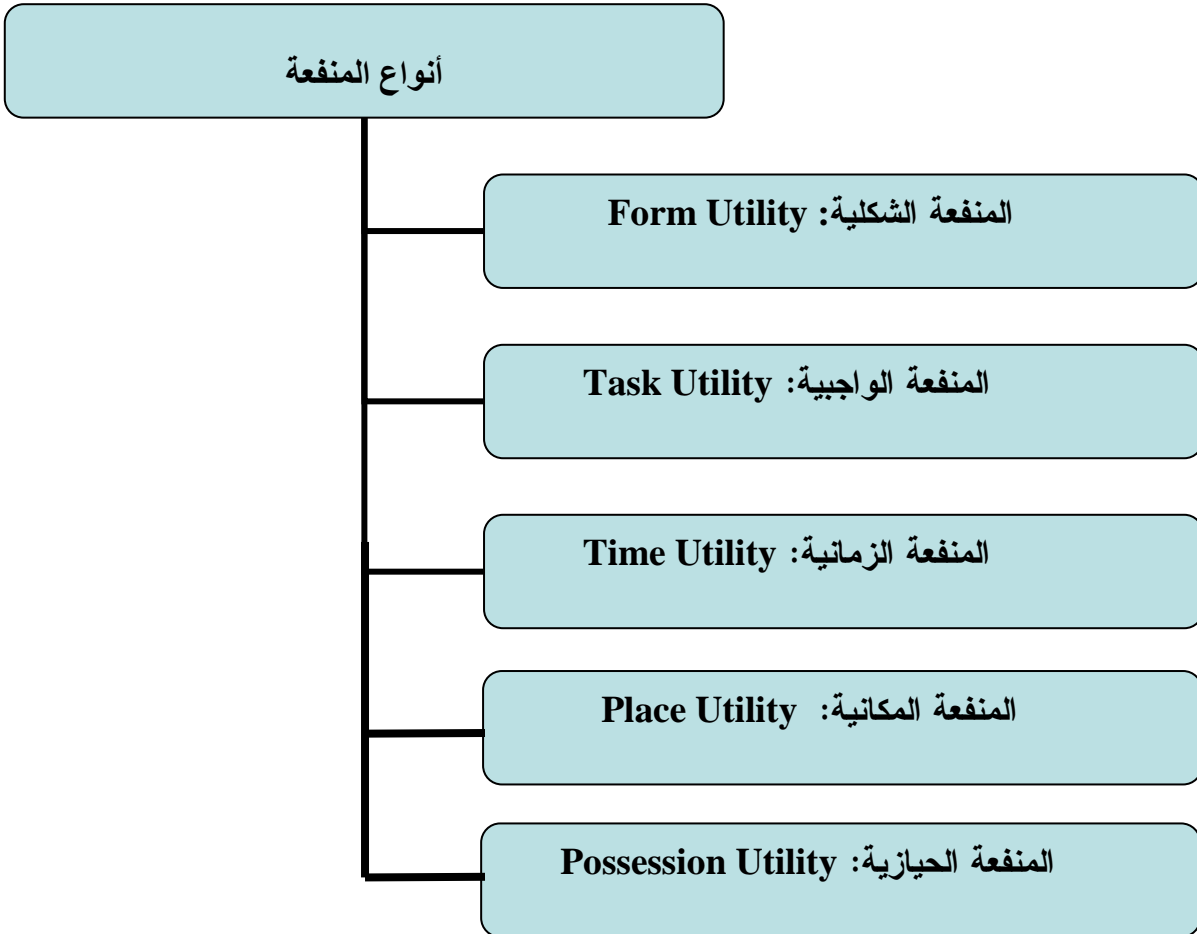 أنواع المنفعة
المنفعة الشكلية: Form Utility
المنفعة الواجبية: Task Utility
المنفعة الزمانية: Time Utility
المنفعة المكانية: Place Utility
المنفعة الحيازية: Possession Utility